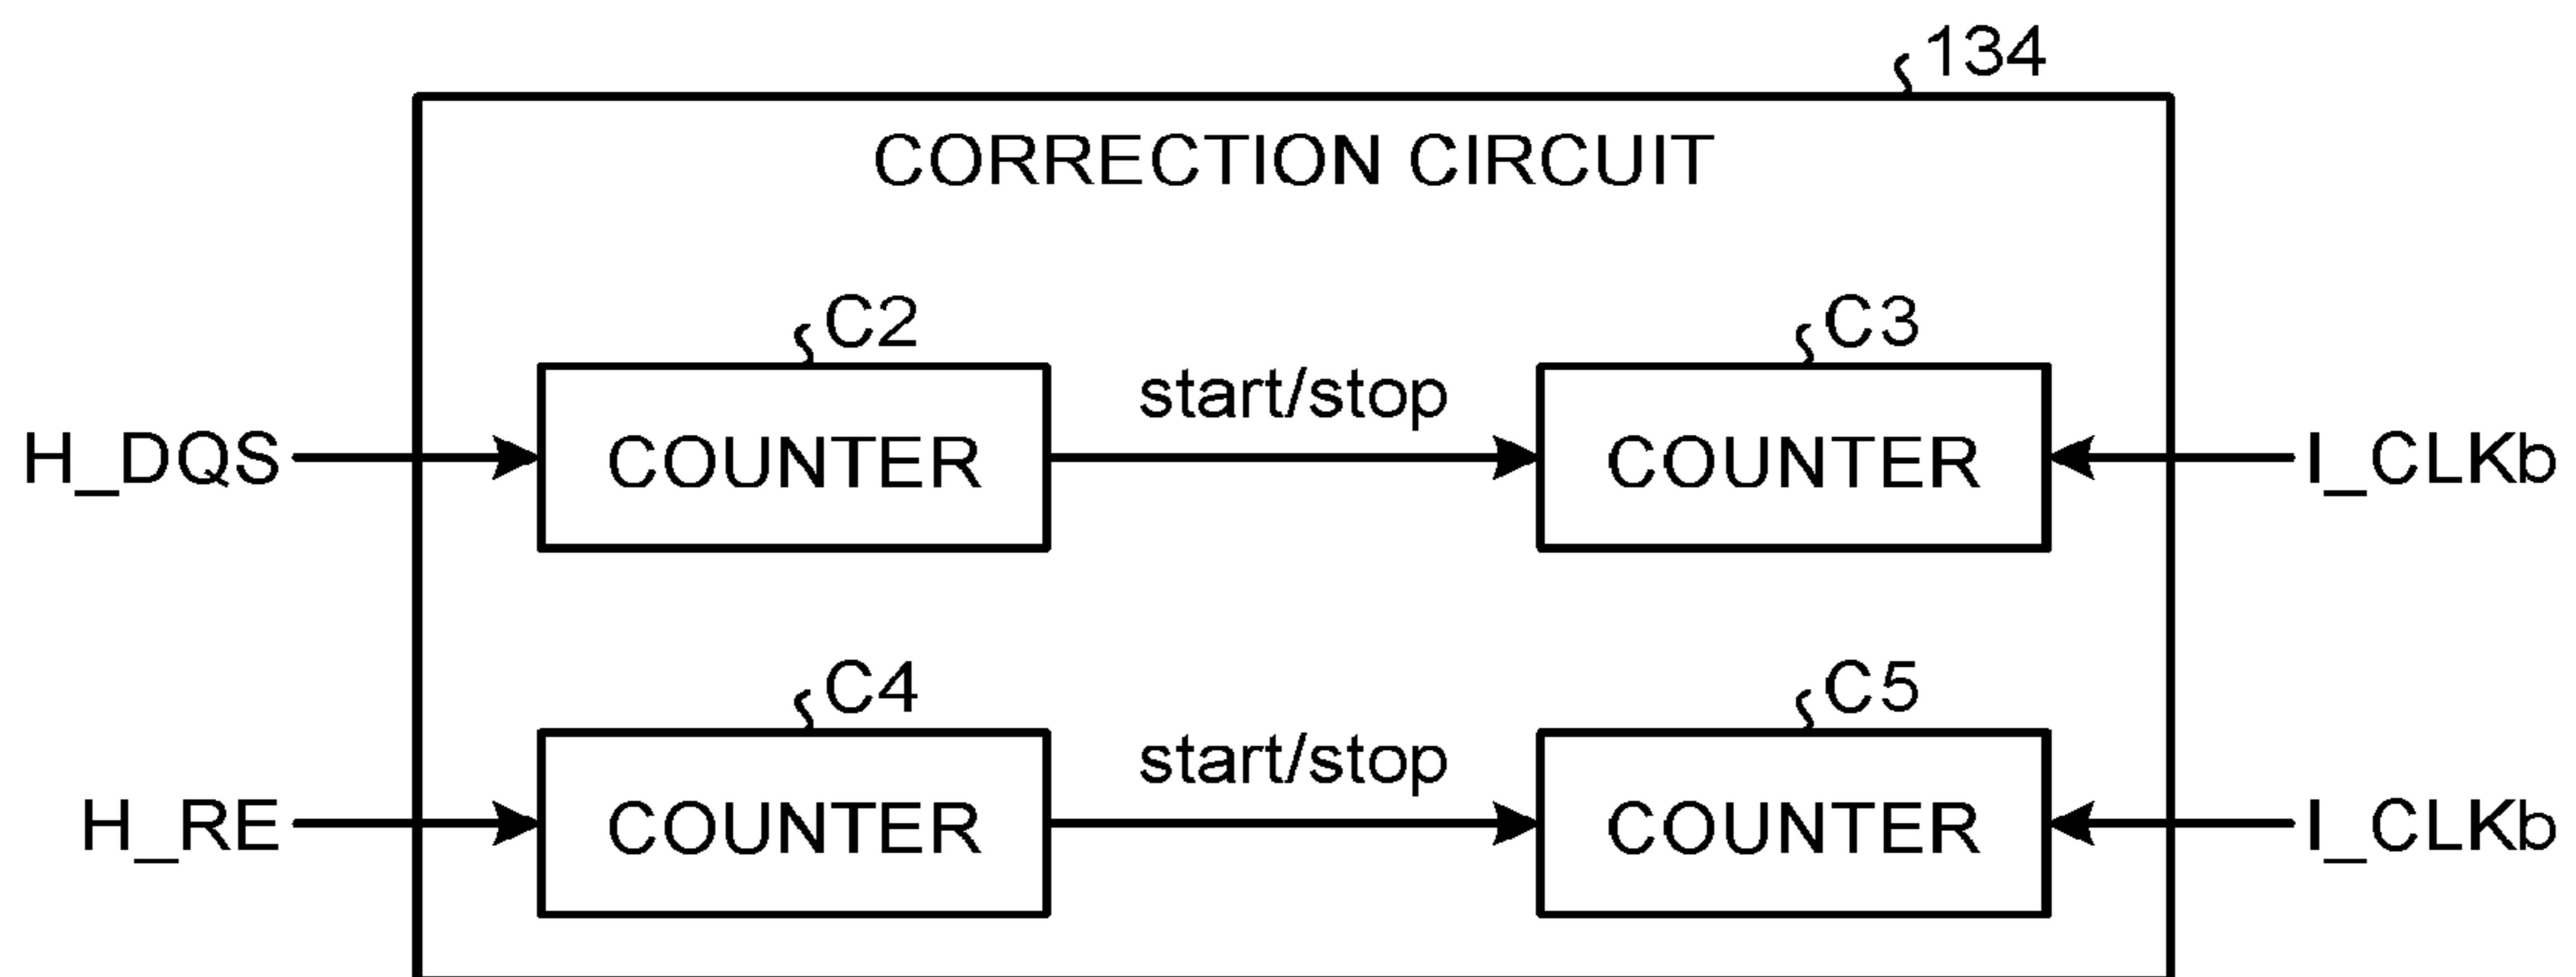 134
CORRECTION CIRCUIT
C2
C3
start/stop
H_DQS
COUNTER
COUNTER
I_CLKb
C4
C5
start/stop
H_RE
COUNTER
COUNTER
I_CLKb